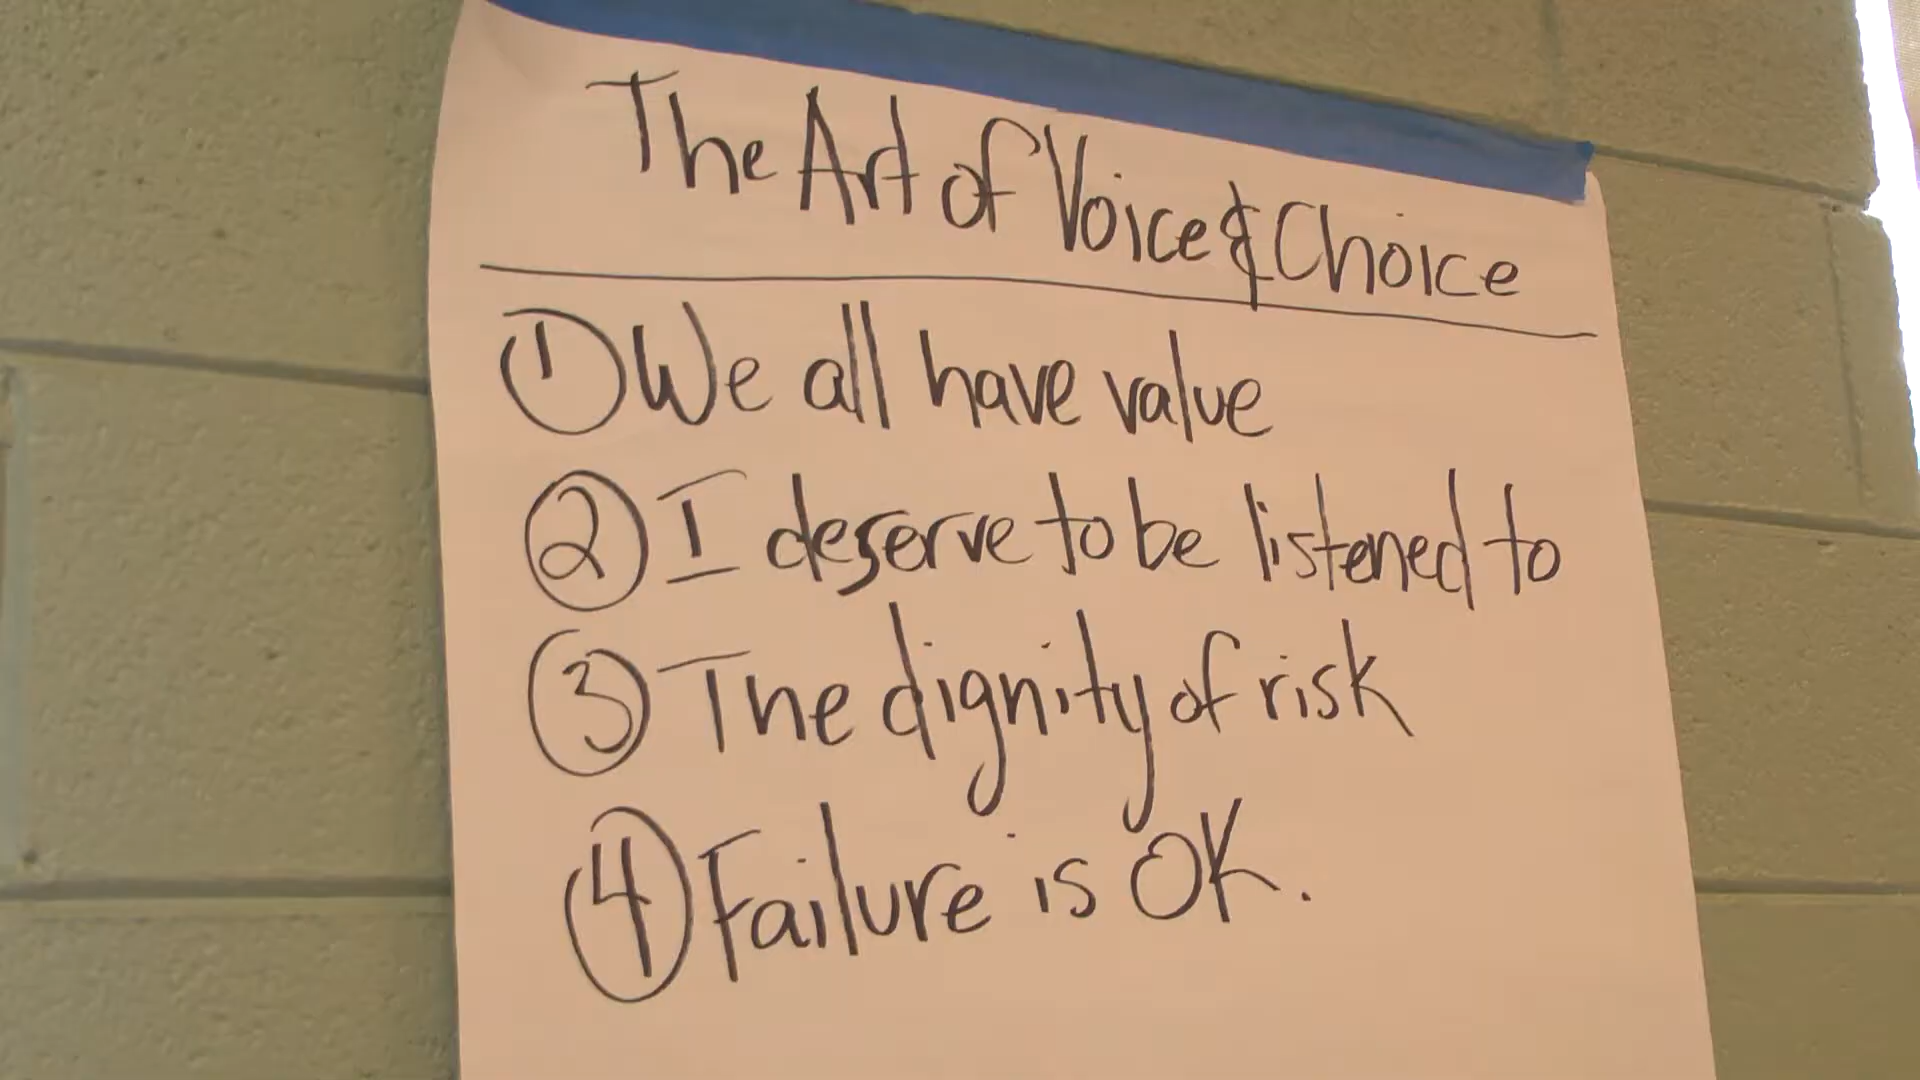 The Art of Voice & Choice
1 We all have value
2 I deserve to be listened to
3 The dignity of risk
4 Failure is OK.